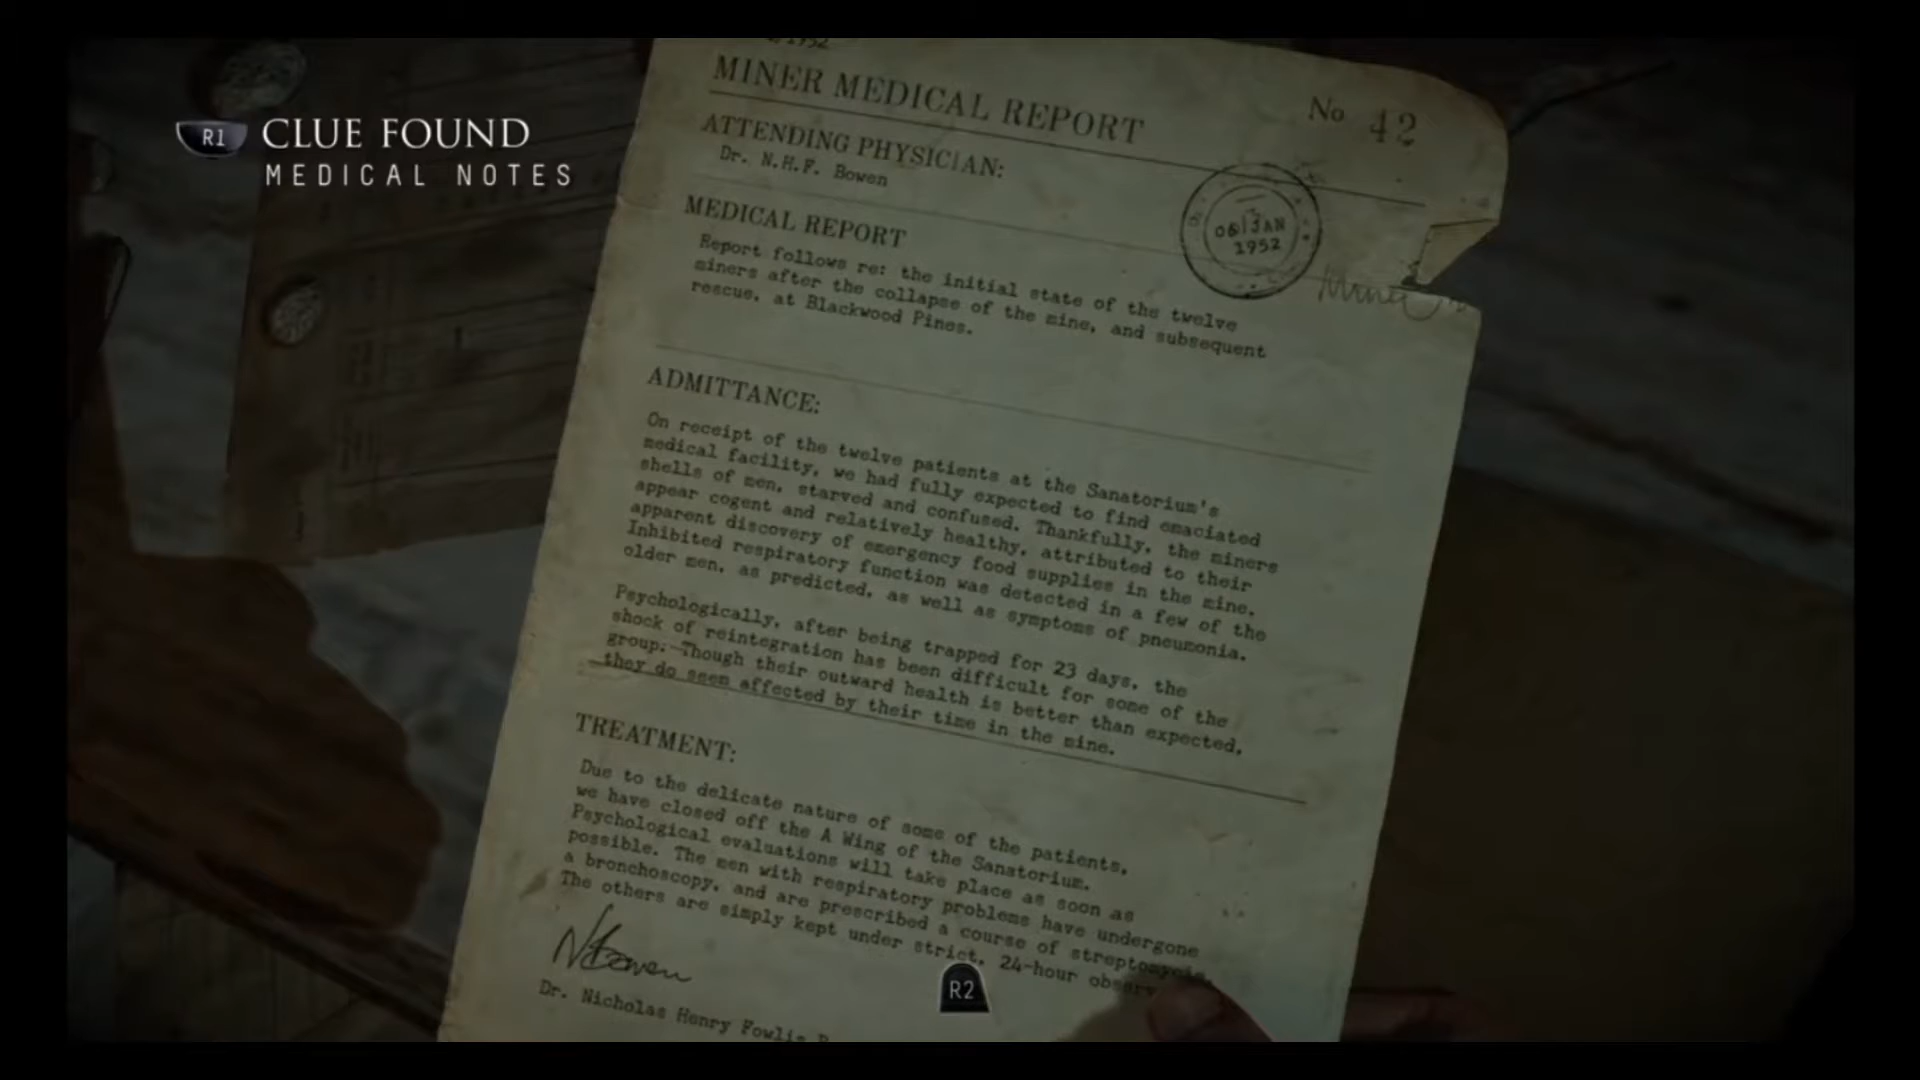 R1 CLUE FOUND
MEDICAL NOTES
1952
MINER MEDICAL REPORT
No 42
ATTENDING PHYSICIAN:
Dr. N.H.F. Bowen
06 JAN
1952
MEDICAL REPORT
Report follows re: the initial state of the twelve
miners after the collapse of the mine, and subsequent
rescue, at Blackwood Pines.
ADMITTANCE:
On receipt of the twelve patients at the Sanatorium's
medical facility, we had fully expected to find emaciated
shells of men, starved and confused. Thankfully, the miners
appear cogent and relatively healthy, attributed to their
apparent discovery of emergency food supplies in the mine.
Inhibited respiratory function was detected in a few of the
older men, as predicted, as well as symptoms of pneumonia.
Psychologically, after being trapped for 23 days, the
shock of reintegration has been difficult for some of the
group; Though their outward health is better than expected,
they do seem affected by their time in the mine.
TREATMENT:
Due to the delicate nature of some of the patients,
we have closed off the A Wing of the Sanatorium.
Psychological evaluations will take place as soon as
possible. The men with respiratory problems have undergone
a bronchoscopy, and are prescribed a course of streptomycin
The others are simply kept under strict, 24-hour observ
NBowen
Dr. Nicholas Henry Fowlis B
R2